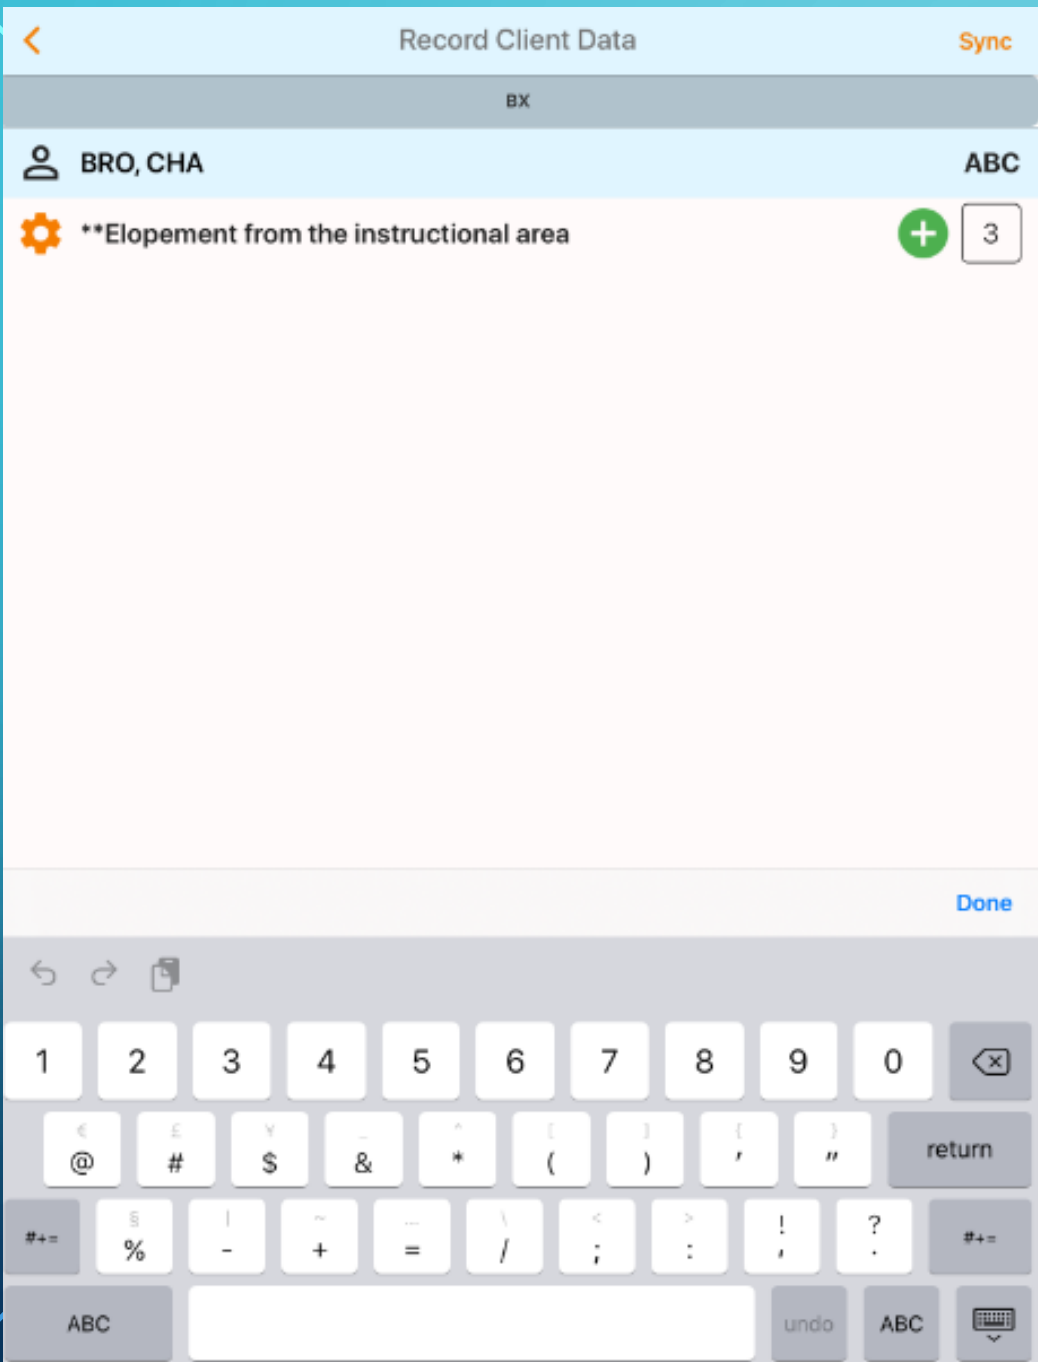 Record Client Data Sync
BX
BRO, CHA ABC
**Elopement from the instructional area 3
Done
1 2 3 4 5 6 7 8 9 0
€ £ ¥ _ ^ [ ] { }
@ # $ & * ( ) ' " return
§ | ~ … \ < > ! ?
#+= % - + = / ; : , . #+=
ABC undo ABC